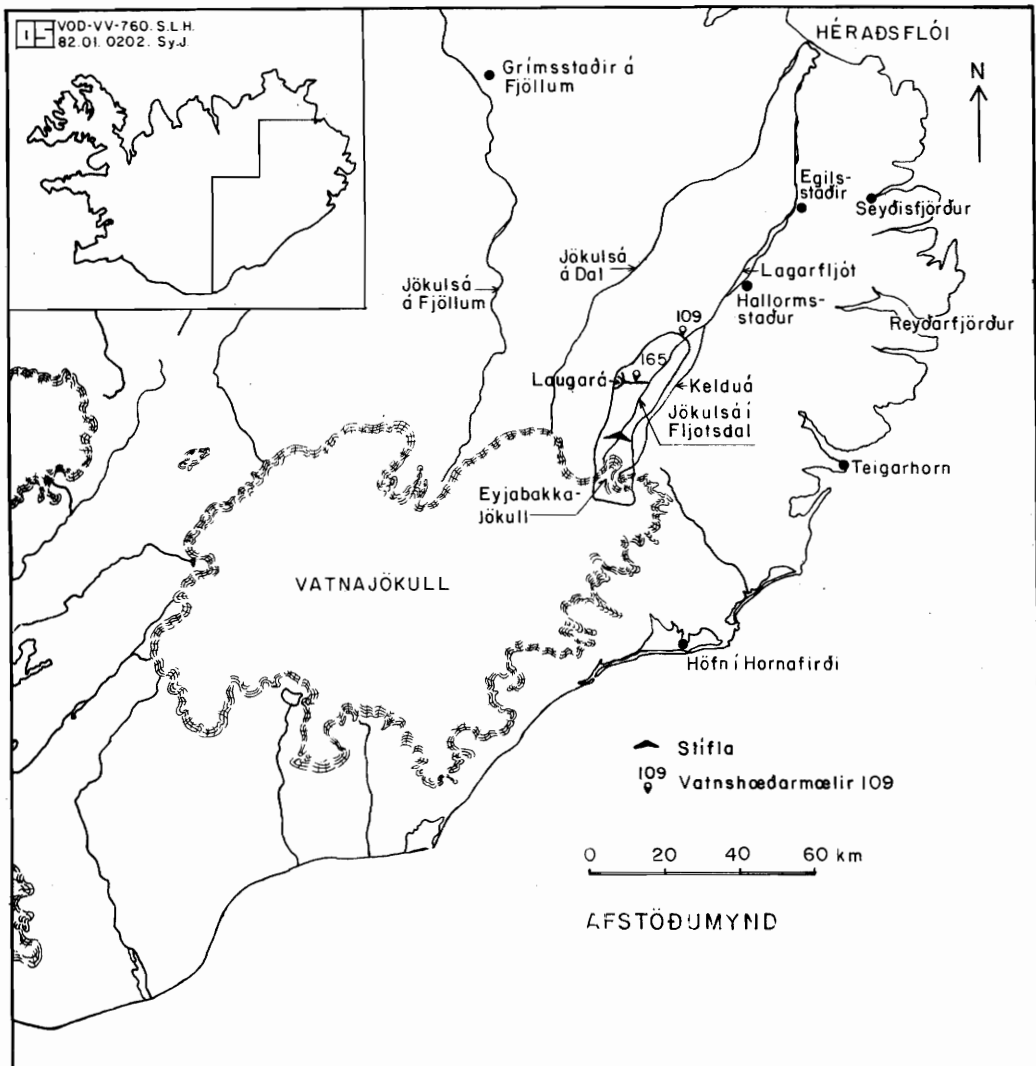 OS
VOD-VV-760. S.L.H.
82.01. 0202. Sy.J.
HÉRAÐSFLÓI
N
Grímsstaðir á
Fjöllum
Egils-
staðir
Seyðisfjörður
Jökulsá
á Dal
Jökulsá
á Fjöllum
Lagarfljót
Hallorms-
staður
Reyðarfjörður
109
165
Laugará
Kelduá
Jökulsá í
Fljotsdal
Teigarhorn
Eyjabakka-
Jökull
VATNAJÖKULL
Höfn í Hornafirði
Stífla
109
Vatnshæðarmælir 109
0 20 40 60 km
AFSTÖÐUMYND